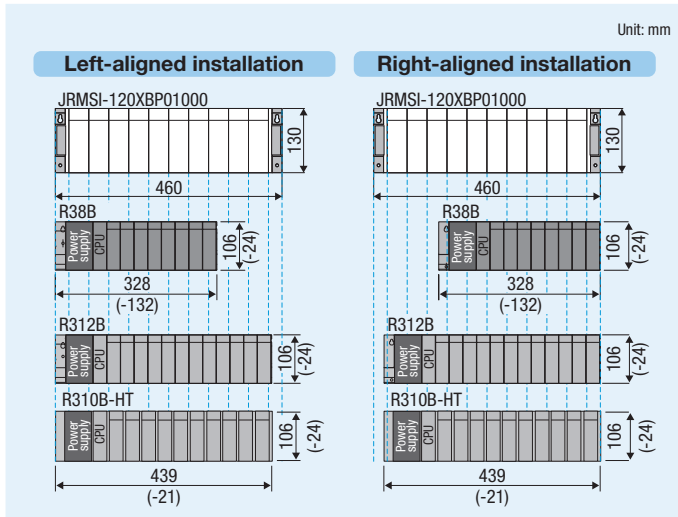 Unit: mm
Left-aligned installation
JRMSI-120XBP01000
130
460
R38B
Power
supply
CPU
106
(-24)
328
(-132)
R312B
Power
supply
CPU
106
(-24)
R310B-HT
Power
supply
CPU
106
(-24)
439
(-21)
Right-aligned installation
JRMSI-120XBP01000
130
460
R38B
Power
supply
CPU
106
(-24)
328
(-132)
R312B
Power
supply
CPU
106
(-24)
R310B-HT
Power
supply
CPU
106
(-24)
439
(-21)